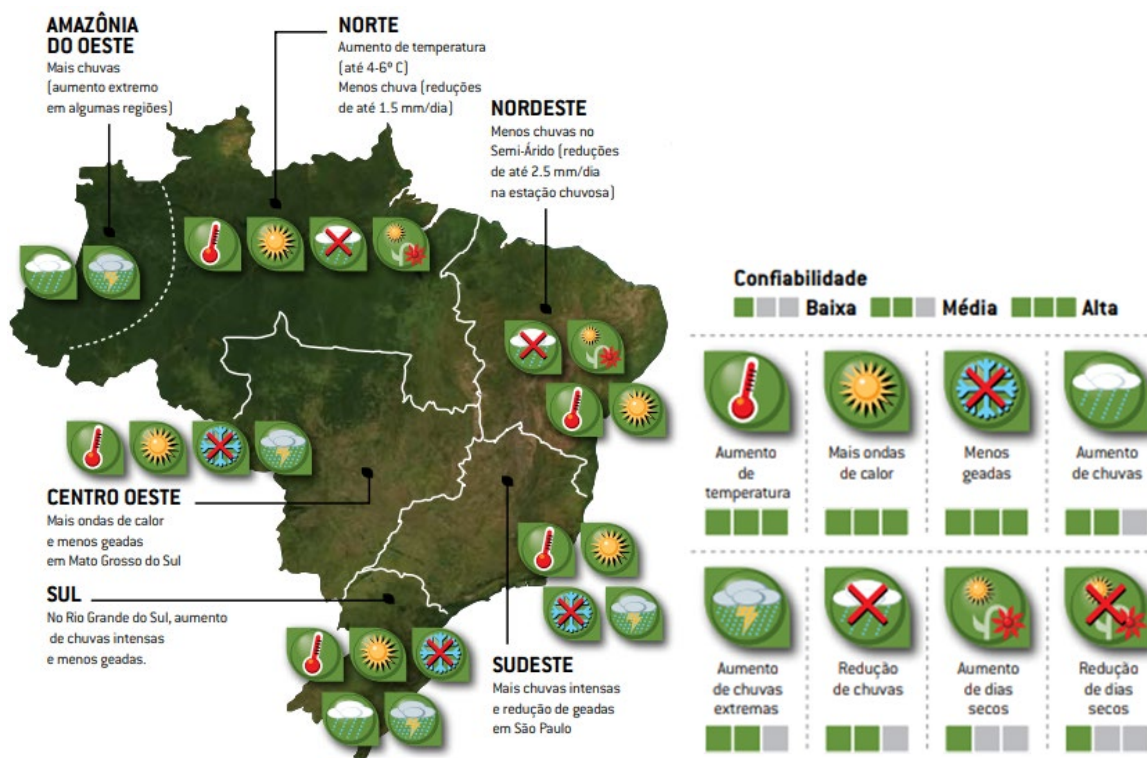 AMAZÔNIA
DO OESTE
Mais chuvas
(aumento extremo
em algumas regiões)
NORTE
Aumento de temperatura
(até 4-6º C)
Menos chuva (reduções
de até 1.5 mm/dia)
NORDESTE
Menos chuvas no
Semi-Árido (reduções
de até 2.5 mm/dia
na estação chuvosa)
CENTRO OESTE
Mais ondas de calor
e menos geadas
em Mato Grosso do Sul
SUL
No Rio Grande do Sul, aumento
de chuvas intensas
e menos geadas.
SUDESTE
Mais chuvas intensas
e redução de geadas
em São Paulo
Confiabilidade
Baixa Média Alta
Aumento
de
temperatura
Mais ondas
de calor
Menos
geadas
Aumento
de chuvas
Aumento
de chuvas
extremas
Redução
de chuvas
Aumento
de dias
secos
Redução
de dias
secos